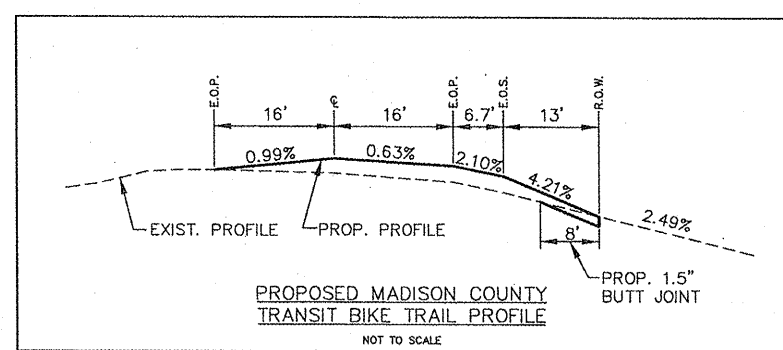 E.O.P.
℄
E.O.P.
E.O.S.
R.O.W.
16'
16'
6.7'
13'
0.99%
0.63%
2.10%
4.21%
2.49%
EXIST. PROFILE
PROP. PROFILE
8'
PROP. 1.5"
BUTT JOINT
PROPOSED MADISON COUNTY
TRANSIT BIKE TRAIL PROFILE
NOT TO SCALE